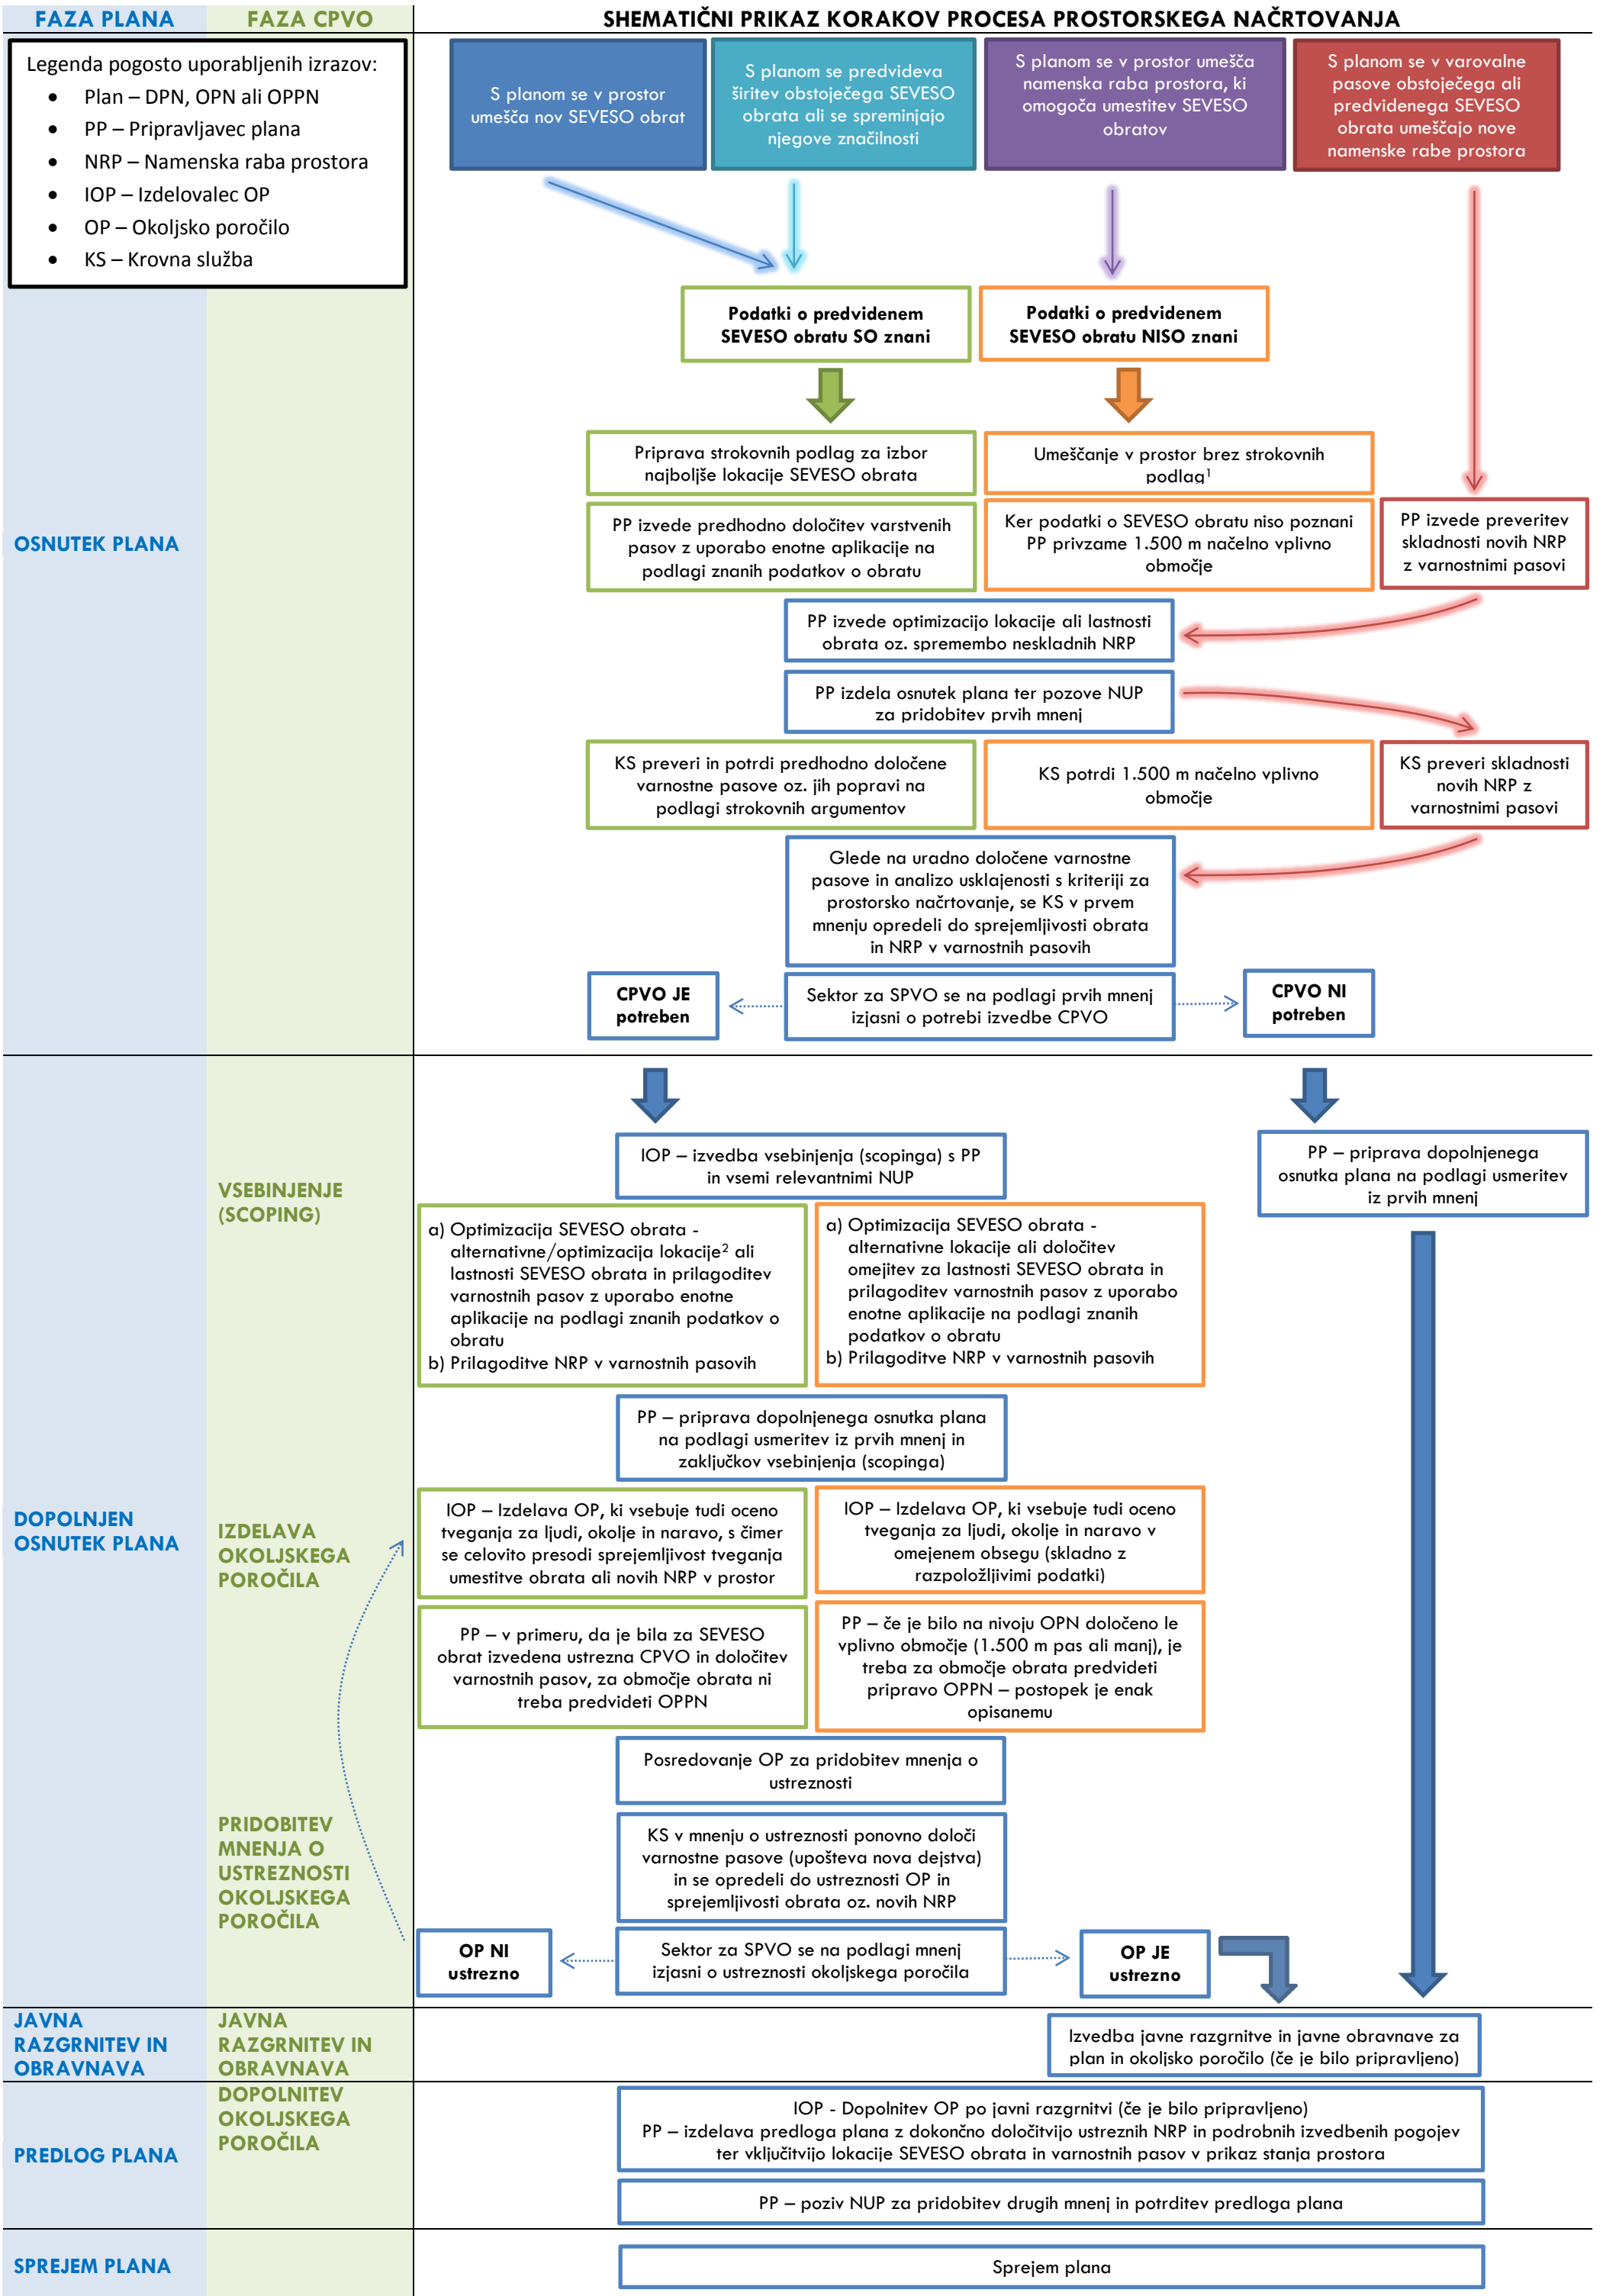 FAZA PLANA
FAZA CPVO
SHEMATIČNI PRIKAZ KORAKOV PROCESA PROSTORSKEGA NAČRTOVANJA
Legenda pogosto uporabljenih izrazov:
• Plan – DPN, OPN ali OPPN
• PP – Pripravljavec plana
• NRP – Namenska raba prostora
• IOP – Izdelovalec OP
• OP – Okoljsko poročilo
• KS – Krovna služba
S planom se v prostor
umešča nov SEVESO obrat
S planom se predvideva
širitev obstoječega SEVESO
obrata ali se spreminjajo
njegove značilnosti
S planom se v prostor umešča
namenska raba prostora, ki
omogoča umestitev SEVESO
obratov
S planom se v varovalne
pasove obstoječega ali
predvidenega SEVESO
obrata umeščajo nove
namenske rabe prostora
Podatki o predvidenem
SEVESO obratu SO znani
Podatki o predvidenem
SEVESO obratu NISO znani
Priprava strokovnih podlag za izbor
najboljše lokacije SEVESO obrata
Umeščanje v prostor brez strokovnih
podlag¹
OSNUTEK PLANA
PP izvede predhodno določitev varstvenih
pasov z uporabo enotne aplikacije na
podlagi znanih podatkov o obratu
Ker podatki o SEVESO obratu niso poznani
PP privzame 1.500 m načelno vplivno
območje
PP izvede preveritev
skladnosti novih NRP
z varnostnimi pasovi
PP izvede optimizacijo lokacije ali lastnosti
obrata oz. spremembo neskladnih NRP
PP izdela osnutek plana ter pozove NUP
za pridobitev prvih mnenj
KS preveri in potrdi predhodno določene
varnostne pasove oz. jih popravi na
podlagi strokovnih argumentov
KS potrdi 1.500 m načelno vplivno
območje
KS preveri skladnosti
novih NRP z
varnostnimi pasovi
Glede na uradno določene varnostne
pasove in analizo usklajenosti s kriteriji za
prostorsko načrtovanje, se KS v prvem
mnenju opredeli do sprejemljivosti obrata
in NRP v varnostnih pasovih
CPVO JE
potreben
Sektor za SPVO se na podlagi prvih mnenj
izjasni o potrebi izvedbe CPVO
CPVO NI
potreben
IOP – izvedba vsebinjenja (scopinga) s PP
in vsemi relevantnimi NUP
PP – priprava dopolnjenega
osnutka plana na podlagi usmeritev
iz prvih mnenj
VSEBINJENJE
(SCOPING)
a) Optimizacija SEVESO obrata -
alternativne/optimizacija lokacije² ali
lastnosti SEVESO obrata in prilagoditev
varnostnih pasov z uporabo enotne
aplikacije na podlagi znanih podatkov o
obratu
b) Prilagoditve NRP v varnostnih pasovih
a) Optimizacija SEVESO obrata -
alternativne lokacije ali določitev
omejitev za lastnosti SEVESO obrata in
prilagoditev varnostnih pasov z uporabo
enotne aplikacije na podlagi znanih
podatkov o obratu
b) Prilagoditve NRP v varnostnih pasovih
PP – priprava dopolnjenega osnutka plana
na podlagi usmeritev iz prvih mnenj in
zaključkov vsebinjenja (scopinga)
DOPOLNJEN
OSNUTEK PLANA
IZDELAVA
OKOLJSKEGA
POROČILA
IOP – Izdelava OP, ki vsebuje tudi oceno
tveganja za ljudi, okolje in naravo, s čimer
se celovito presodi sprejemljivost tveganja
umestitve obrata ali novih NRP v prostor
IOP – Izdelava OP, ki vsebuje tudi oceno
tveganja za ljudi, okolje in naravo v
omejenem obsegu (skladno z
razpoložljivimi podatki)
PP – v primeru, da je bila za SEVESO
obrat izvedena ustrezna CPVO in določitev
varnostnih pasov, za območje obrata ni
treba predvideti OPPN
PP – če je bilo na nivoju OPN določeno le
vplivno območje (1.500 m pas ali manj), je
treba za območje obrata predvideti
pripravo OPPN – postopek je enak
opisanemu
Posredovanje OP za pridobitev mnenja o
ustreznosti
PRIDOBITEV
MNENJA O
USTREZNOSTI
OKOLJSKEGA
POROČILA
KS v mnenju o ustreznosti ponovno določi
varnostne pasove (upošteva nova dejstva)
in se opredeli do ustreznosti OP in
sprejemljivosti obrata oz. novih NRP
OP NI
ustrezno
Sektor za SPVO se na podlagi mnenj
izjasni o ustreznosti okoljskega poročila
OP JE
ustrezno
JAVNA
RAZGRNITEV IN
OBRAVNAVA
JAVNA
RAZGRNITEV IN
OBRAVNAVA
Izvedba javne razgrnitve in javne obravnave za
plan in okoljsko poročilo (če je bilo pripravljeno)
PREDLOG PLANA
DOPOLNITEV
OKOLJSKEGA
POROČILA
IOP - Dopolnitev OP po javni razgrnitvi (če je bilo pripravljeno)
PP – izdelava predloga plana z dokončno določitvijo ustreznih NRP in podrobnih izvedbenih pogojev
ter vključitvijo lokacije SEVESO obrata in varnostnih pasov v prikaz stanja prostora
PP – poziv NUP za pridobitev drugih mnenj in potrditev predloga plana
SPREJEM PLANA
Sprejem plana